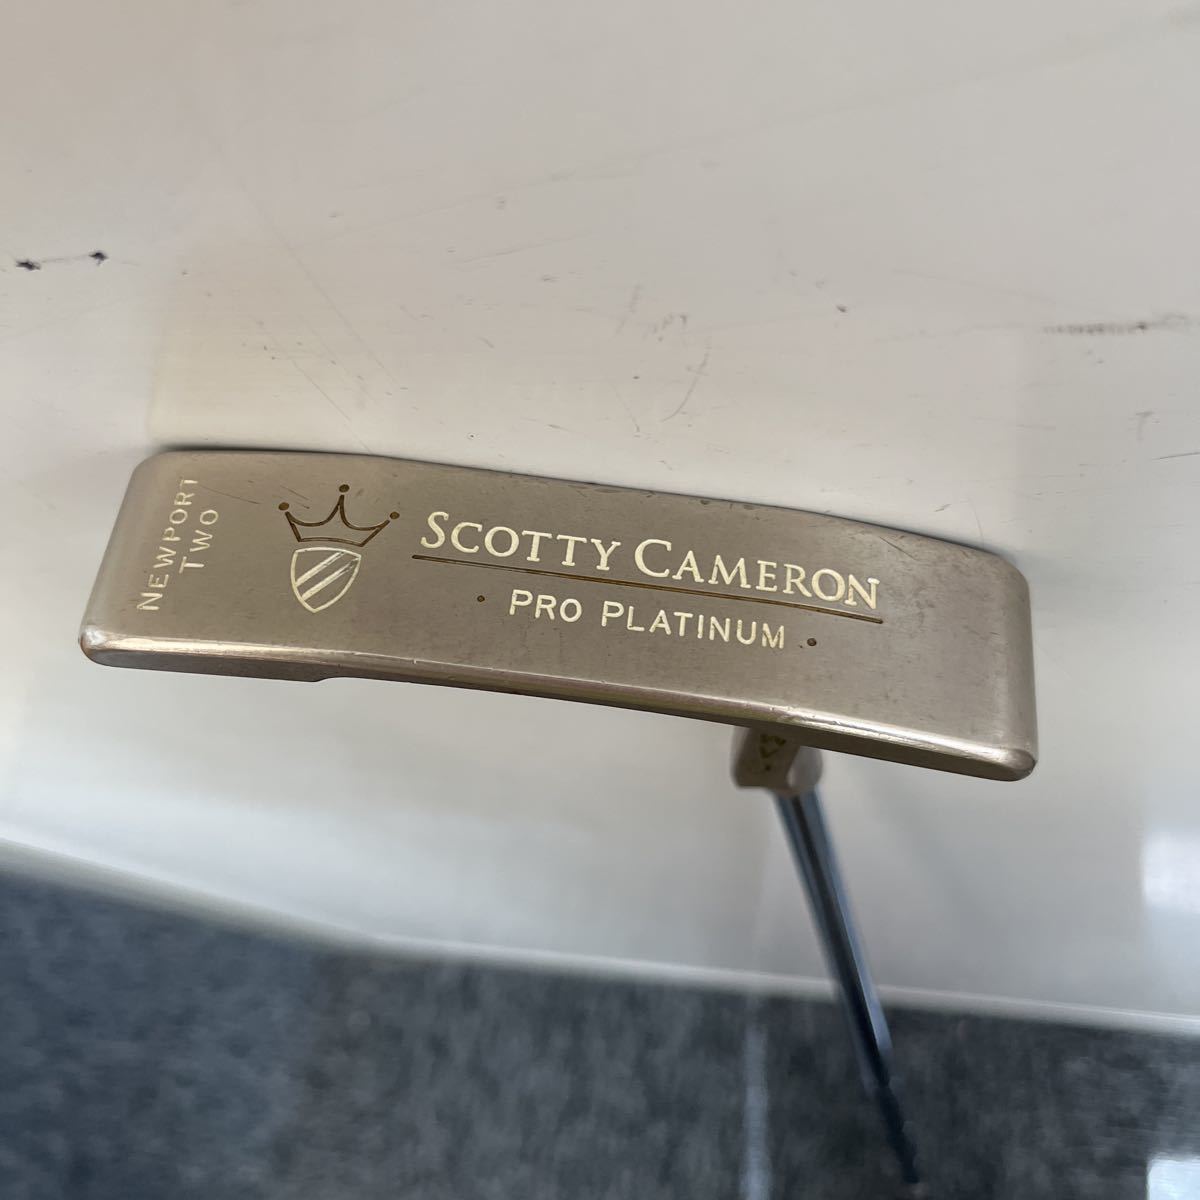 NEWPORT
TWO
SCOTTY CAMERON
· PRO PLATINUM ·